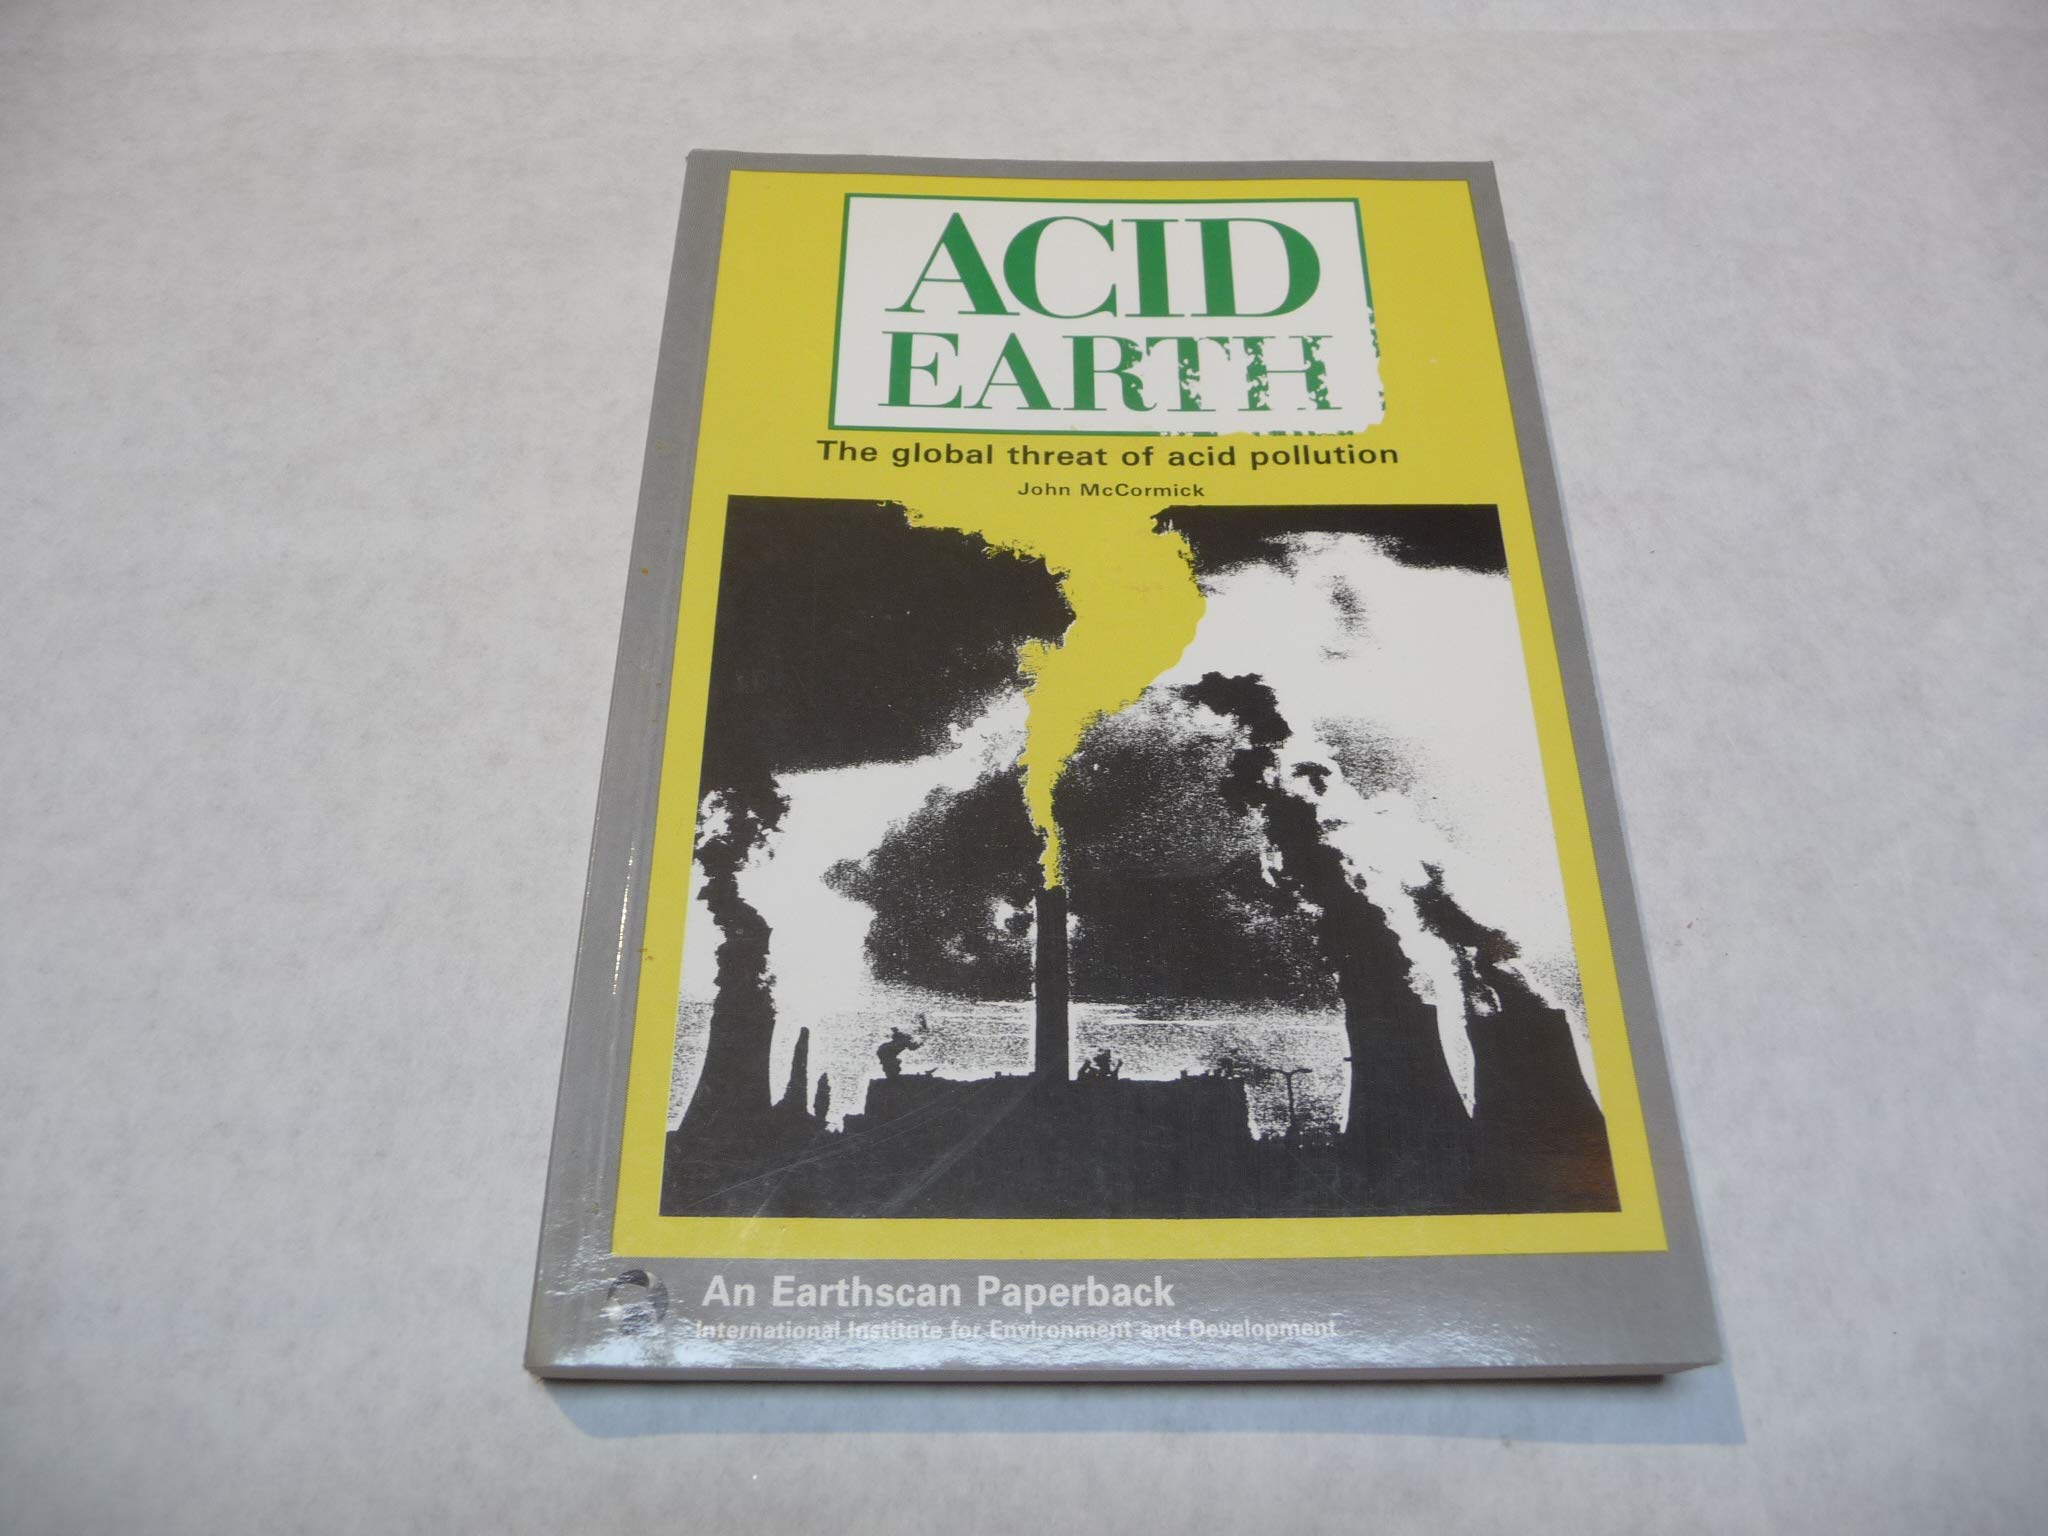 ACID
EARTH
The global threat of acid pollution
John McCormick
An Earthscan Paperback
International Institute for Environment and Development